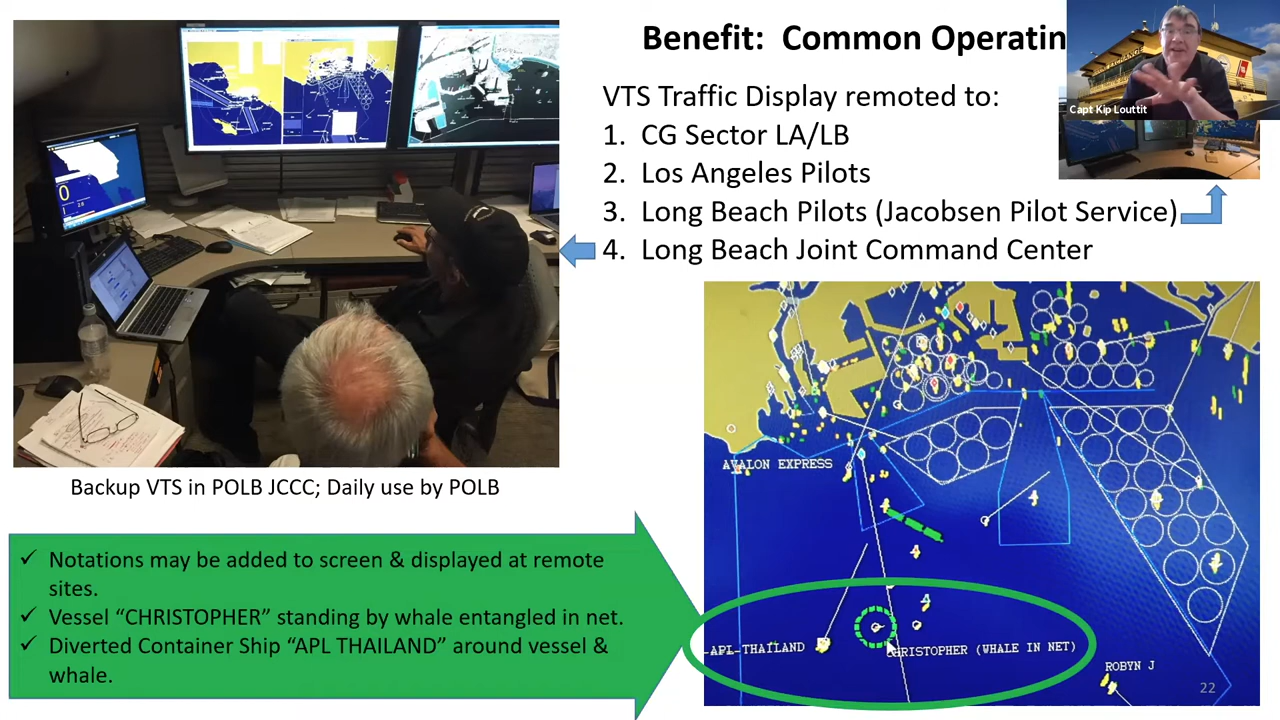 Benefit: Common Operatin
Capt Kip Louttit
VTS Traffic Display remoted to:
1. CG Sector LA/LB
2. Los Angeles Pilots
3. Long Beach Pilots (Jacobsen Pilot Service)
4. Long Beach Joint Command Center
Backup VTS in POLB JCCC; Daily use by POLB
✓ Notations may be added to screen & displayed at remote
sites.
✓ Vessel “CHRISTOPHER” standing by whale entangled in net.
✓ Diverted Container Ship “APL THAILAND” around vessel &
whale.
AVALON EXPRESS
APL-THAILAND
CHRISTOPHER (WHALE IN NET)
ROBYN J
22